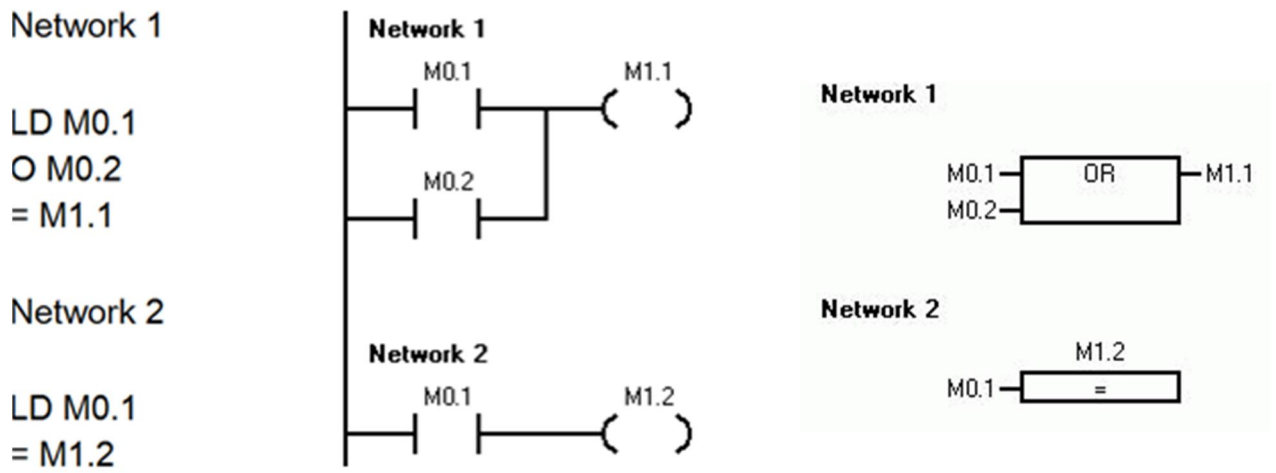 Network 1
LD M0.1
O M0.2
= M1.1
Network 2
LD M0.1
= M1.2
Network 1
M0.1 M1.1
M0.2
Network 2
M0.1 M1.2
Network 1
M0.1 OR M1.1
M0.2
Network 2
M1.2
M0.1 =